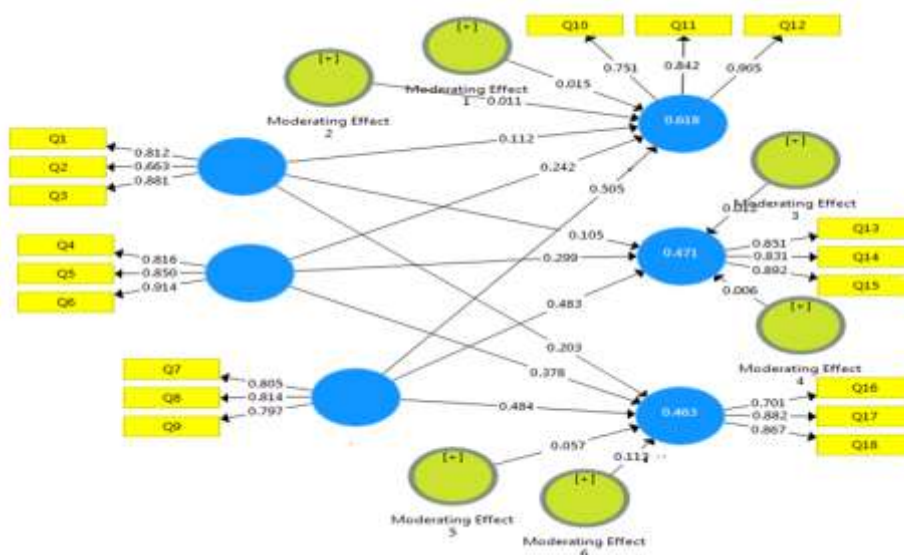 Q10 Q11 Q12
[+]
[+]
0.751
0.842
0.905
0.015
Moderating Effect
1
0.011
Moderating Effect
2
0.618
Q1
Q2
Q3
0.812
0.663
0.881
0.112
0.242
0.505
[+]
Moderating Effect
3
Q4
Q5
Q6
0.816
0.850
0.914
0.105
0.299
0.483
0.471
0.851
0.831
0.892
Q13
Q14
Q15
0.006
[+]
Moderating Effect
4
Q7
Q8
Q9
0.805
0.814
0.797
0.203
0.378
0.484
0.463
0.701
0.882
0.867
Q16
Q17
Q18
0.057
[+]
Moderating Effect
5
[+]
Moderating Effect
6